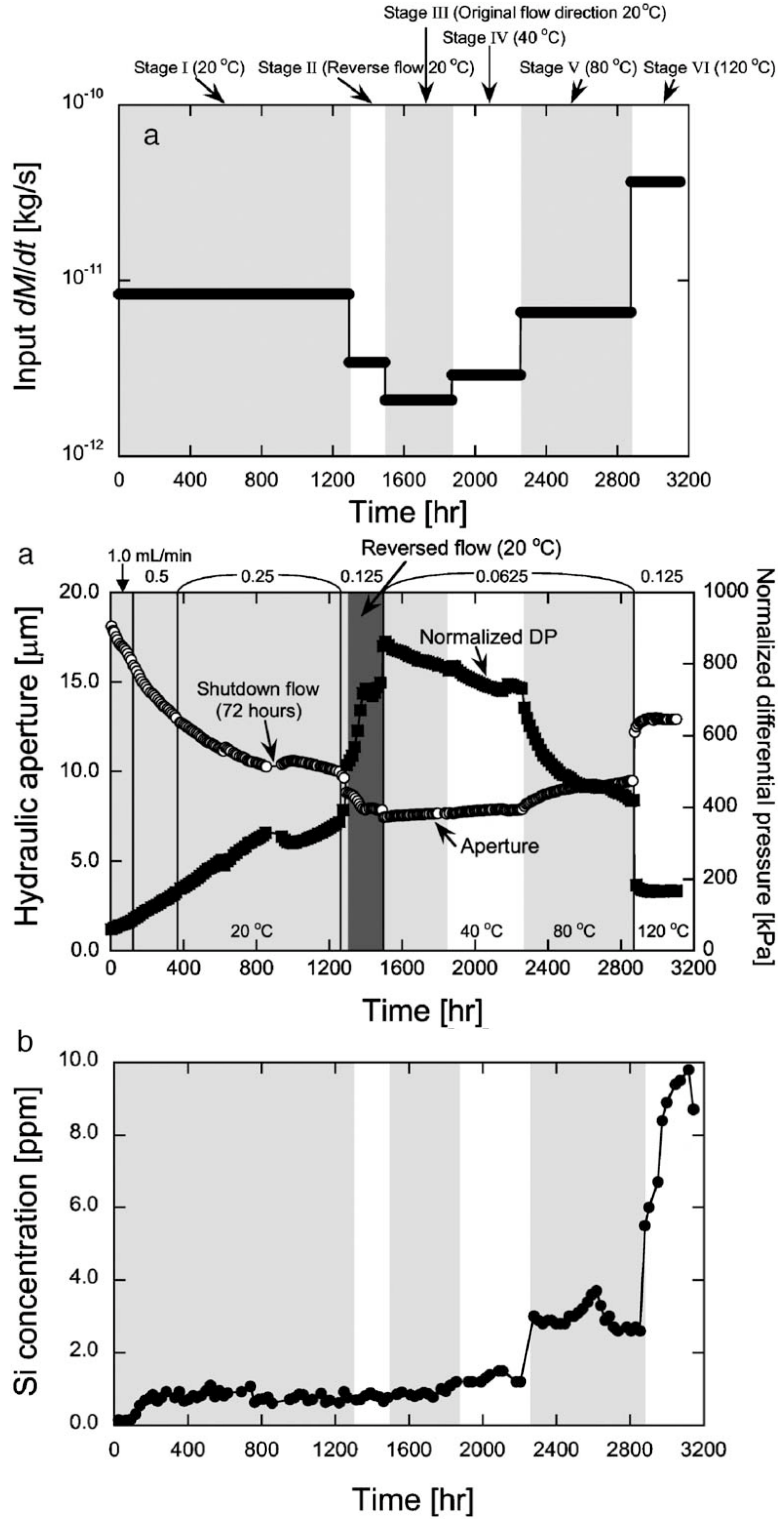 Stage III (Original flow direction 20°C)
Stage IV (40 °C)
Stage I (20 °C) Stage II (Reverse flow 20 °C) Stage V (80 °C) Stage VI (120 °C)
a
10-10
10-11
10-12
Input dM/dt [kg/s]
0 400 800 1200 1600 2000 2400 2800 3200
Time [hr]
a
Reversed flow (20 °C)
1.0 mL/min
0.5 0.25 0.125 0.0625 0.125
20.0
15.0
10.0
5.0
0.0
Hydraulic aperture [μm]
Shutdown flow
(72 hours)
Normalized DP
Aperture
20 °C 40 °C 80 °C 120 °C
1000
800
600
400
200
0
Normalized differential pressure [kPa]
0 400 800 1200 1600 2000 2400 2800 3200
Time [hr]
b
10.0
8.0
6.0
4.0
2.0
0.0
Si concentration [ppm]
0 400 800 1200 1600 2000 2400 2800 3200
Time [hr]